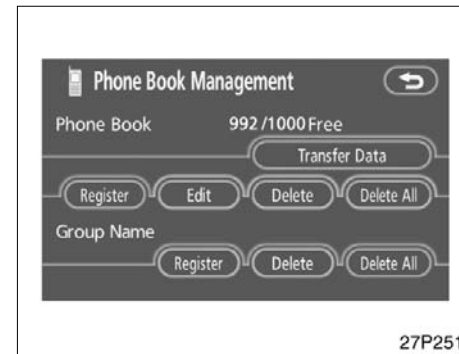 Phone Book Management
Phone Book 992 /1000 Free
Transfer Data
Register Edit Delete Delete All
Group Name
Register Delete Delete All
27P251